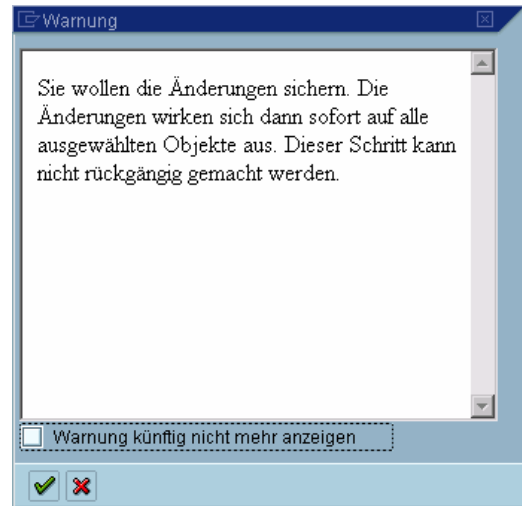 Warnung
Sie wollen die Änderungen sichern. Die
Änderungen wirken sich dann sofort auf alle
ausgewählten Objekte aus. Dieser Schritt kann
nicht rückgängig gemacht werden.
Warnung künftig nicht mehr anzeigen